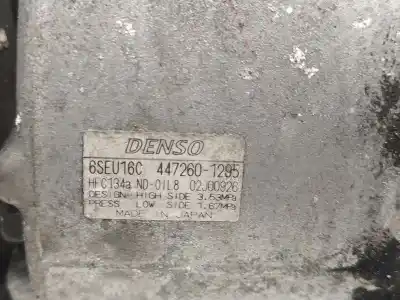 DENSO
6SEU16C 447260-1295
HFC134a ND-OIL8 02J00926
DESIGN HIGH SIDE 3.53MPa
PRESS LOW SIDE 1.67MPa
MADE IN JAPAN